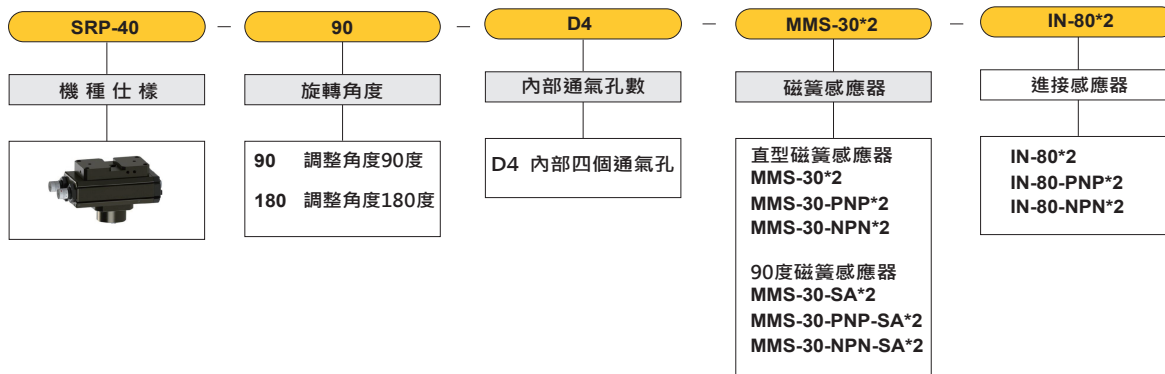 SRP-40 – 90 – D4 – MMS-30*2 – IN-80*2
機種仕樣
旋轉角度
內部通氣孔數
磁簧感應器
進接感應器
90 調整角度90度
180 調整角度180度
D4 內部四個通氣孔
直型磁簧感應器
MMS-30*2
MMS-30-PNP*2
MMS-30-NPN*2
90度磁簧感應器
MMS-30-SA*2
MMS-30-PNP-SA*2
MMS-30-NPN-SA*2
IN-80*2
IN-80-PNP*2
IN-80-NPN*2